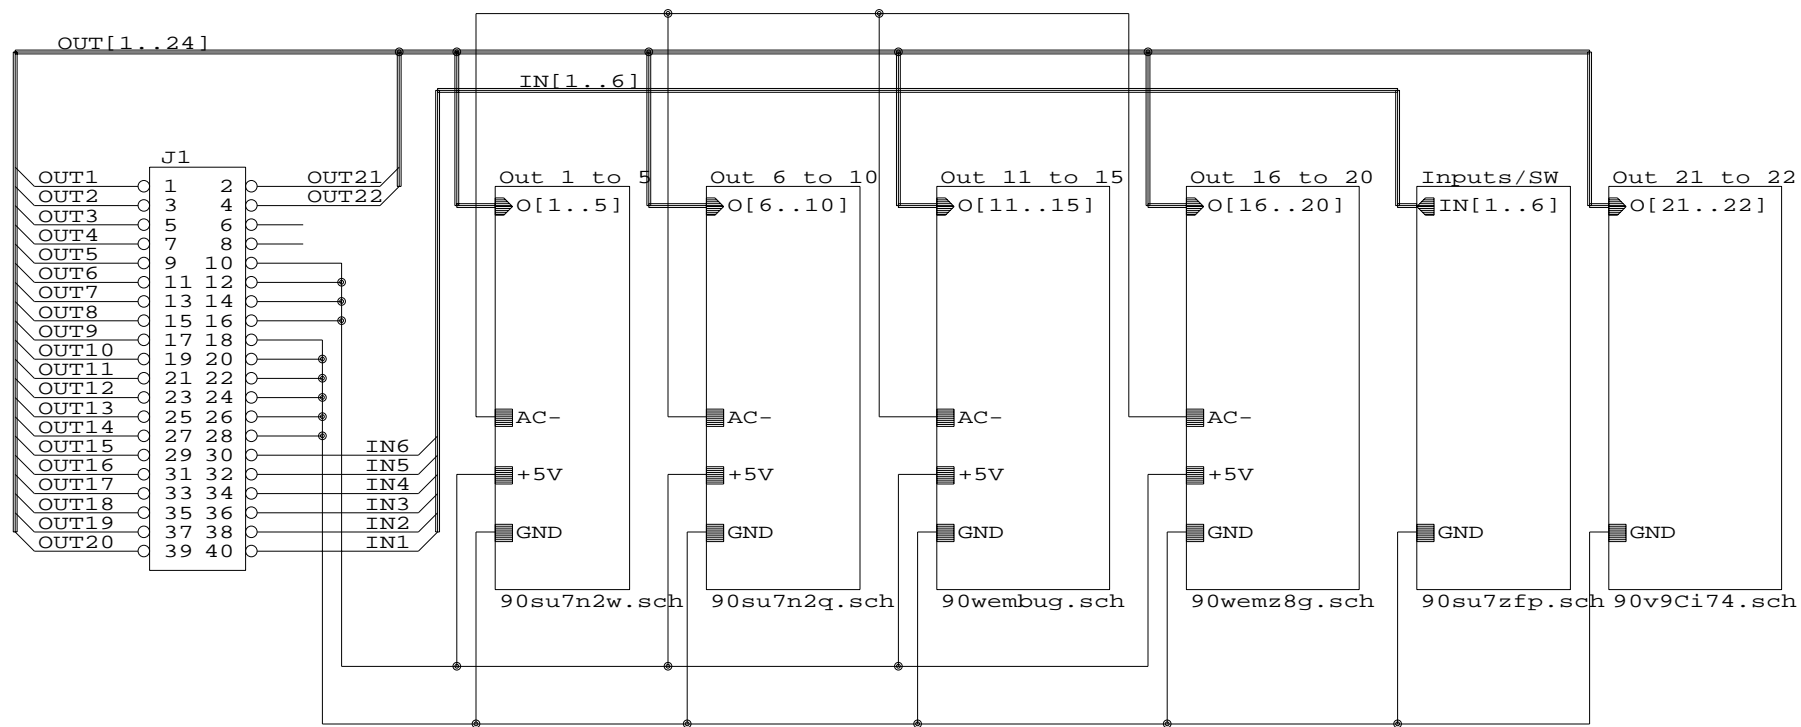 OUT[1..24]
IN[1..6]
J1
OUT1 1 2 OUT21
OUT2 3 4 OUT22
OUT3 5 6
OUT4 7 8
OUT5 9 10
OUT6 11 12
OUT7 13 14
OUT8 15 16
OUT9 17 18
OUT10 19 20
OUT11 21 22
OUT12 23 24
OUT13 25 26
OUT14 27 28
OUT15 29 30 IN6
OUT16 31 32 IN5
OUT17 33 34 IN4
OUT18 35 36 IN3
OUT19 37 38 IN2
OUT20 39 40 IN1
Out 1 to 5
O[1..5]
AC-
+5V
GND
90su7n2w.sch
Out 6 to 10
O[6..10]
AC-
+5V
GND
90su7n2q.sch
Out 11 to 15
O[11..15]
AC-
+5V
GND
90wembug.sch
Out 16 to 20
O[16..20]
AC-
+5V
GND
90wemz8g.sch
Inputs/SW
IN[1..6]
GND
90su7zfp.sch
Out 21 to 22
O[21..22]
GND
90v9Ci74.sch